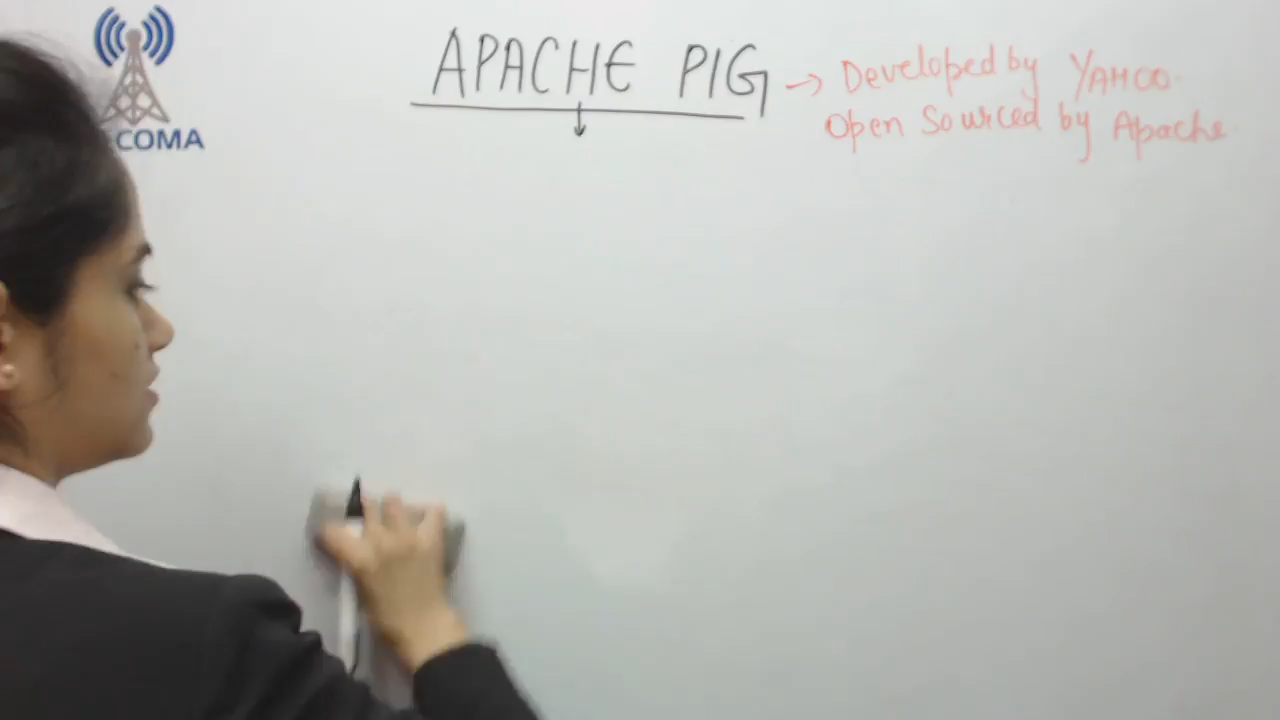 APACHE PIG → Developed by YAHOO.
Open Sourced by Apache.
COMA